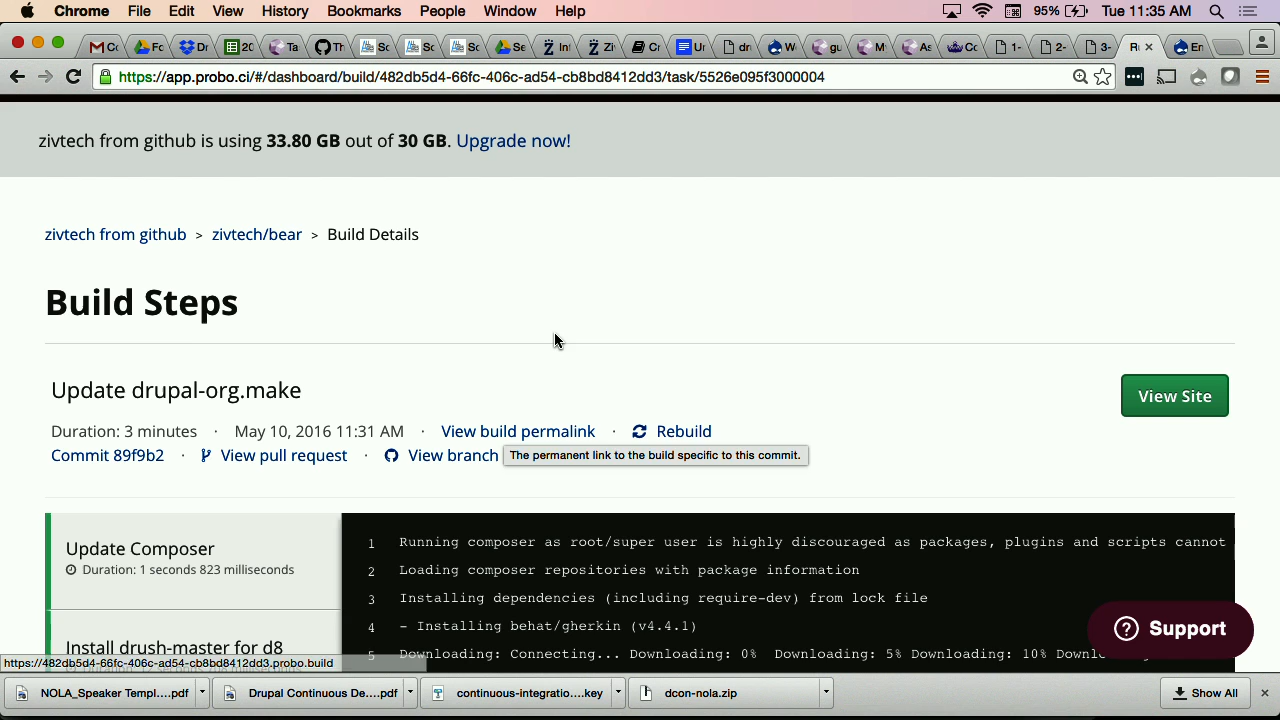 Chrome File Edit View History Bookmarks People Window Help 95% Tue 11:35 AM
https://app.probo.ci/#/dashboard/build/482db5d4-66fc-406c-ad54-cb8bd8412dd3/task/5526e095f3000004
zivtech from github is using 33.80 GB out of 30 GB. Upgrade now!
zivtech from github > zivtech/bear > Build Details
Build Steps
Update drupal-org.make
View Site
Duration: 3 minutes · May 10, 2016 11:31 AM · View build permalink · Rebuild
Commit 89f9b2 · View pull request · View branch
The permanent link to the build specific to this commit.
Update Composer
Duration: 1 seconds 823 milliseconds
Install drush-master for d8
1 Running composer as root/super user is highly discouraged as packages, plugins and scripts cannot
2 Loading composer repositories with package information
3 Installing dependencies (including require-dev) from lock file
4 - Installing behat/gherkin (v4.4.1)
5 Downloading: Connecting... Downloading: 0% Downloading: 5% Downloading: 10%
Support
https://482db5d4-66fc-406c-ad54-cb8bd8412dd3.probo.build
NOLA_Speaker Templ....pdf Drupal Continuous De....pdf continuous-integratio....key dcon-nola.zip Show All